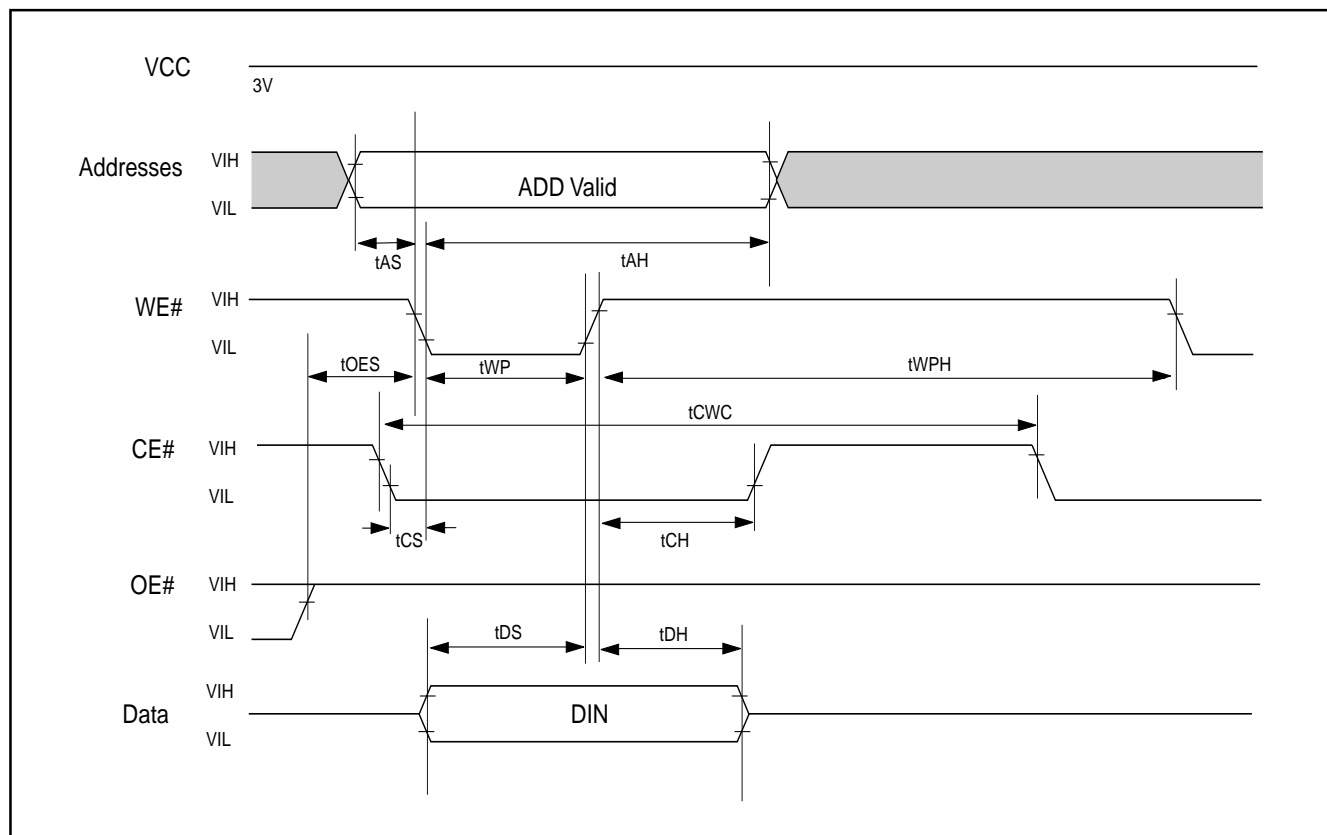 VCC
3V
Addresses
VIH
ADD Valid
VIL
tAS
tAH
WE#
VIH
VIL
tOES
tWP
tWPH
tCWC
CE#
VIH
VIL
tCS
tCH
OE#
VIH
VIL
tDS
tDH
Data
VIH
DIN
VIL